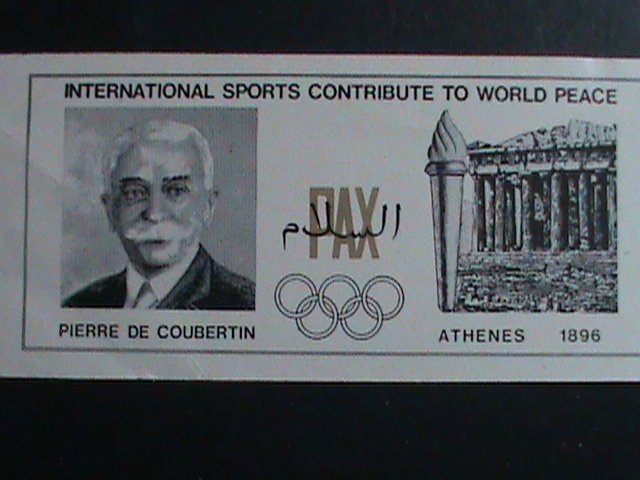 INTERNATIONAL SPORTS CONTRIBUTE TO WORLD PEACE
PAX
السلام
PIERRE DE COUBERTIN
ATHENES 1896